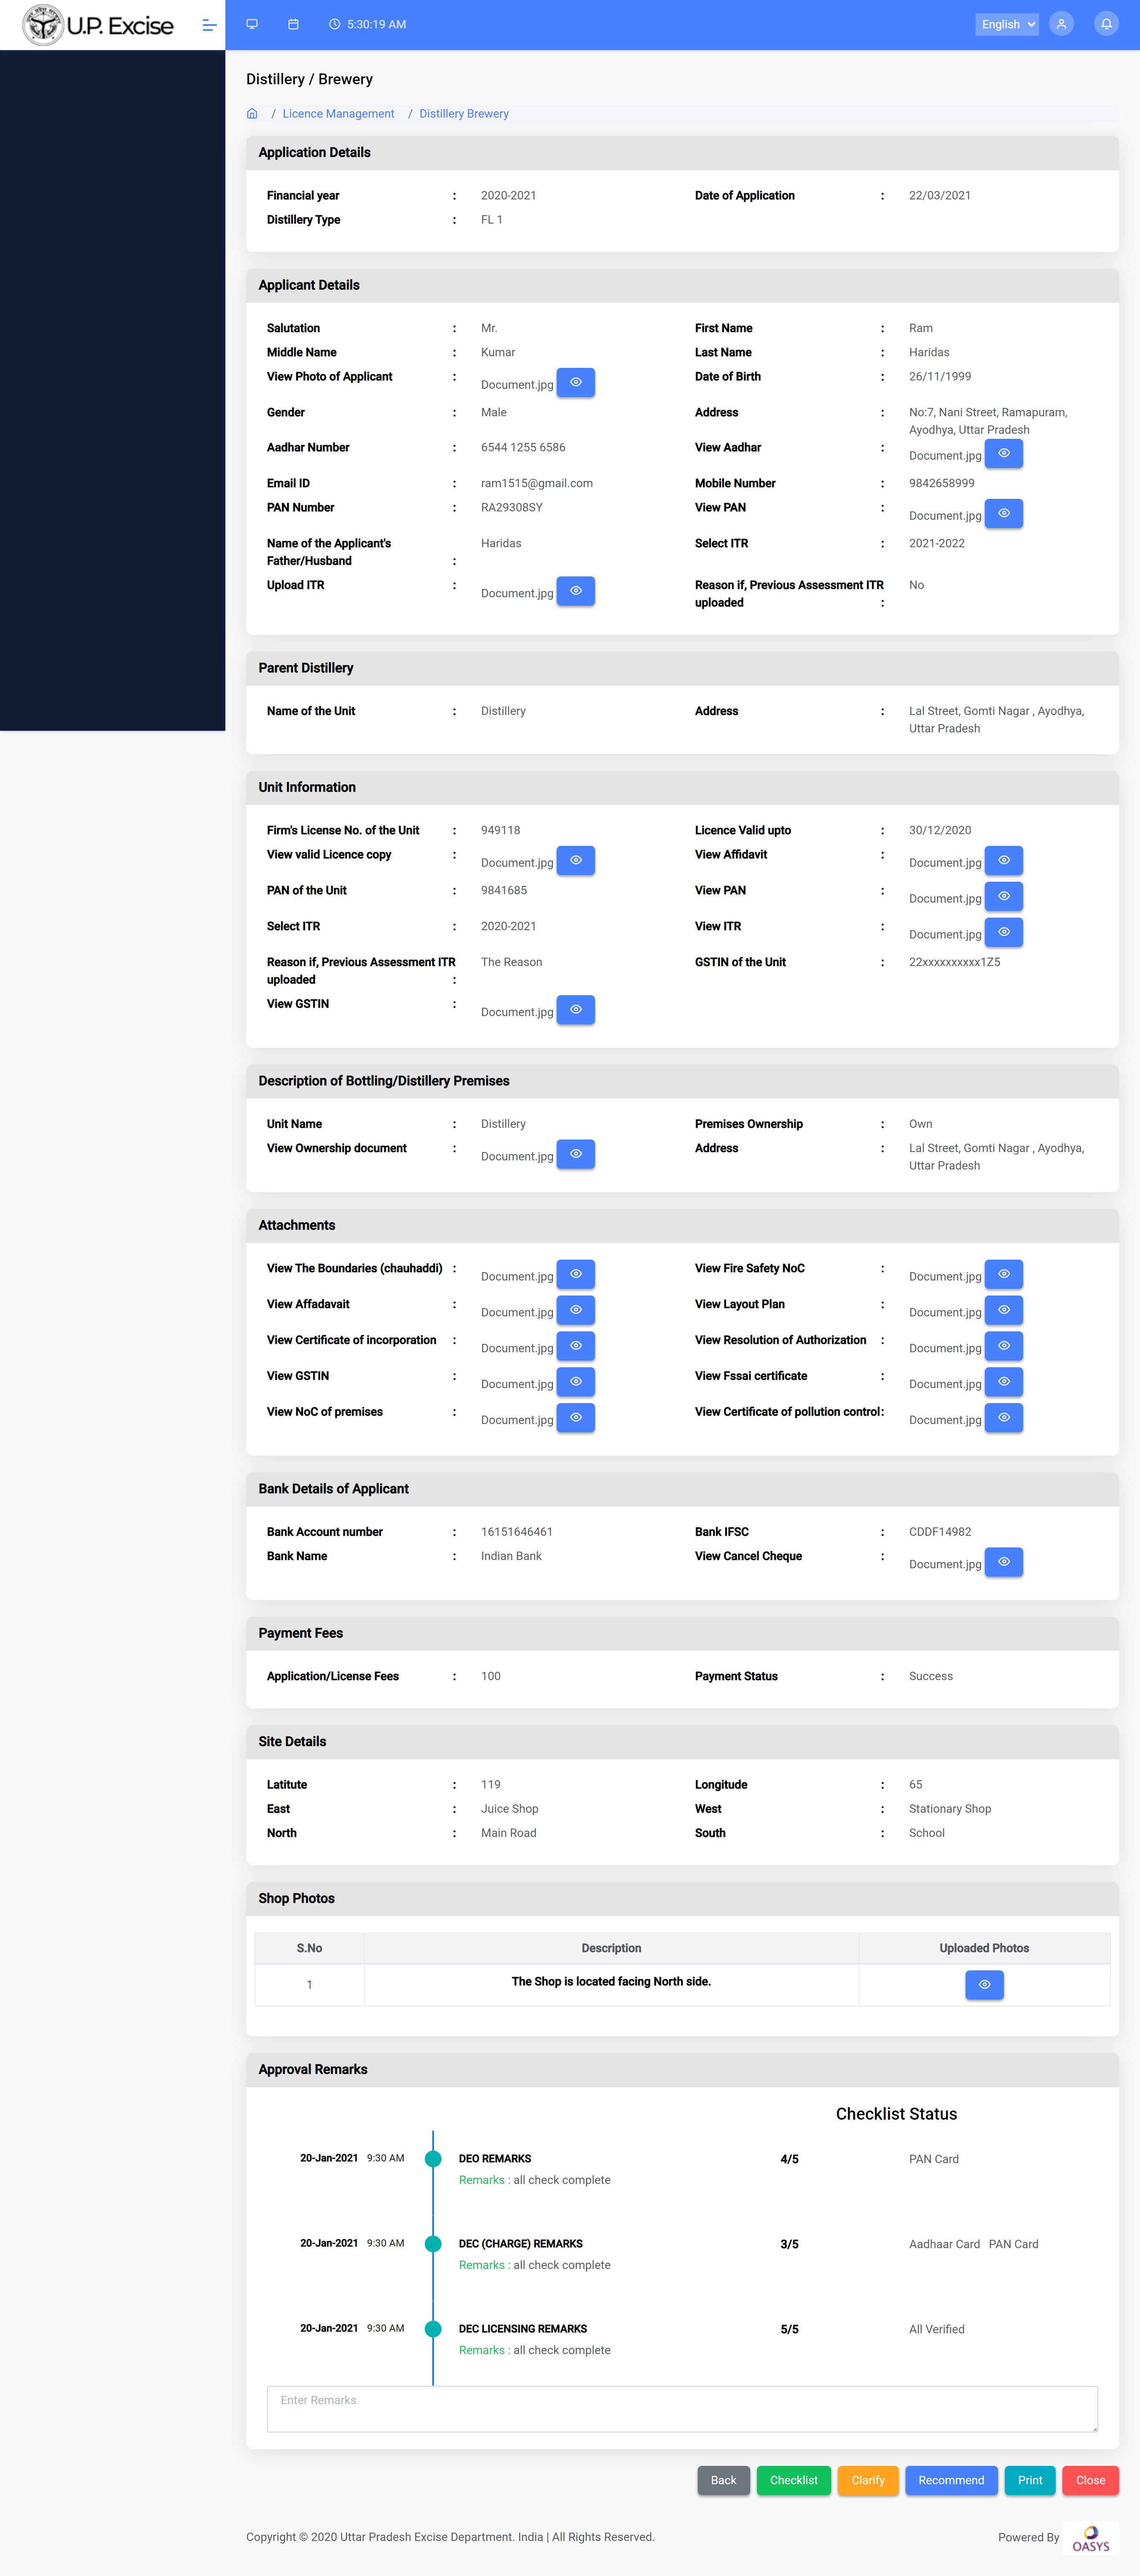 U.P. Excise
5:30:19 AM
English
Distillery / Brewery
/ Licence Management / Distillery Brewery
Application Details
Financial year : 2020-2021 Date of Application : 22/03/2021
Distillery Type : FL 1
Applicant Details
Salutation : Mr. First Name : Ram
Middle Name : Kumar Last Name : Haridas
View Photo of Applicant : Document.jpg Date of Birth : 26/11/1999
Gender : Male Address : No:7, Nani Street, Ramapuram,
Ayodhya, Uttar Pradesh
Aadhar Number : 6544 1255 6586 View Aadhar : Document.jpg
Email ID : ram1515@gmail.com Mobile Number : 9842658999
PAN Number : RA29308SY View PAN : Document.jpg
Name of the Applicant's Haridas Select ITR : 2021-2022
Father/Husband :
Upload ITR : Document.jpg Reason if, Previous Assessment ITR No
uploaded :
Parent Distillery
Name of the Unit : Distillery Address : Lal Street, Gomti Nagar , Ayodhya,
Uttar Pradesh
Unit Information
Firm's License No. of the Unit : 949118 Licence Valid upto : 30/12/2020
View valid Licence copy : Document.jpg View Affidavit : Document.jpg
PAN of the Unit : 9841685 View PAN : Document.jpg
Select ITR : 2020-2021 View ITR : Document.jpg
Reason if, Previous Assessment ITR The Reason GSTIN of the Unit : 22xxxxxxxxxx1Z5
uploaded :
View GSTIN : Document.jpg
Description of Bottling/Distillery Premises
Unit Name : Distillery Premises Ownership : Own
View Ownership document : Document.jpg Address : Lal Street, Gomti Nagar , Ayodhya,
Uttar Pradesh
Attachments
View The Boundaries (chauhaddi) : Document.jpg View Fire Safety NoC : Document.jpg
View Affadavait : Document.jpg View Layout Plan : Document.jpg
View Certificate of incorporation : Document.jpg View Resolution of Authorization : Document.jpg
View GSTIN : Document.jpg View Fssai certificate : Document.jpg
View NoC of premises : Document.jpg View Certificate of pollution control: Document.jpg
Bank Details of Applicant
Bank Account number : 16151646461 Bank IFSC : CDDF14982
Bank Name : Indian Bank View Cancel Cheque : Document.jpg
Payment Fees
Application/License Fees : 100 Payment Status : Success
Site Details
Latitute : 119 Longitude : 65
East : Juice Shop West : Stationary Shop
North : Main Road South : School
Shop Photos
S.No Description Uploaded Photos
1 The Shop is located facing North side.
Approval Remarks
Checklist Status
20-Jan-2021 9:30 AM DEO REMARKS 4/5 PAN Card
Remarks : all check complete
20-Jan-2021 9:30 AM DEC (CHARGE) REMARKS 3/5 Aadhaar Card PAN Card
Remarks : all check complete
20-Jan-2021 9:30 AM DEC LICENSING REMARKS 5/5 All Verified
Remarks : all check complete
Enter Remarks
Back Checklist Clarify Recommend Print Close
Copyright © 2020 Uttar Pradesh Excise Department. India | All Rights Reserved. Powered By OASYS